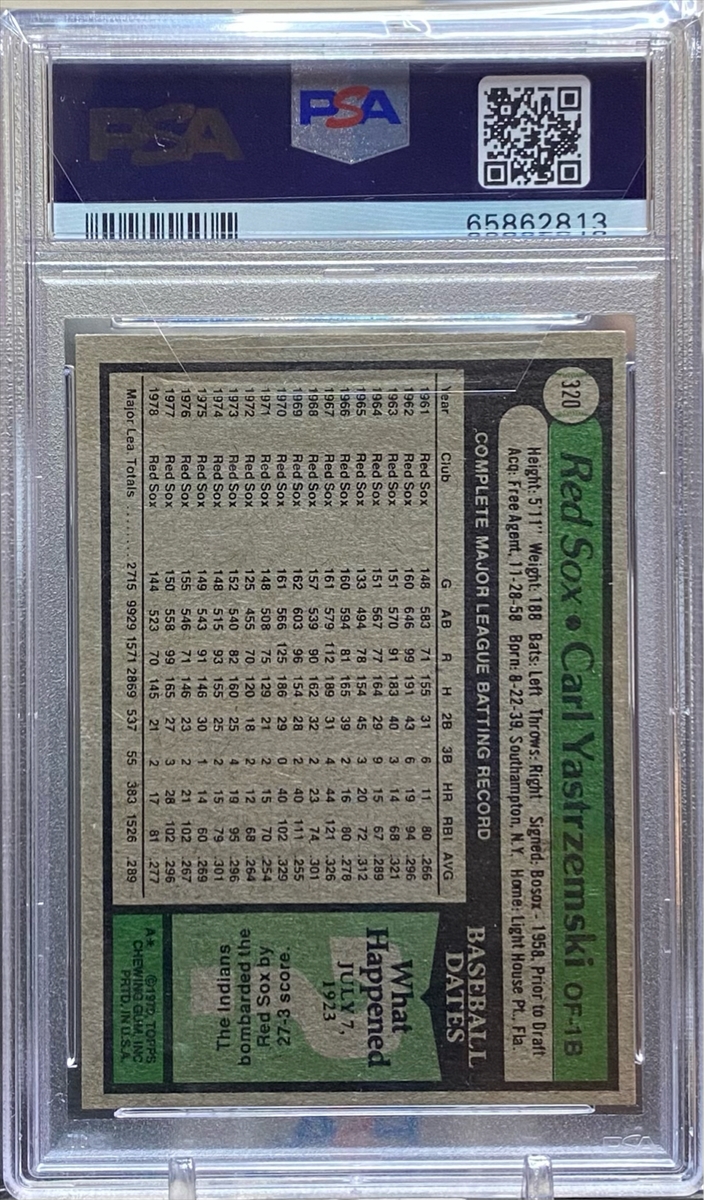 PSA
PSA
65862813
320
Red Sox • Carl Yastrzemski OF-1B
Height: 5'11" Weight: 188 Bats: Left Throws: Right Signed: Bosox - 1958, Prior to Draft
Acq: Free Agent, 11-28-58 Born: 8-22-39, Southampton, N.Y. Home: Light House Pt., Fla.
COMPLETE MAJOR LEAGUE BATTING RECORD
Year Club G AB R H 2B 3B HR RBI AVG
1961 Red Sox 148 583 71 155 31 6 11 80 .266
1962 Red Sox 160 646 99 191 43 6 19 94 .296
1963 Red Sox 151 570 91 183 40 3 14 68 .321
1964 Red Sox 151 567 77 164 29 9 15 67 .289
1965 Red Sox 133 494 78 154 45 3 20 72 .312
1966 Red Sox 160 594 81 165 39 2 16 80 .278
1967 Red Sox 161 579 112 189 31 4 44 121 .326
1968 Red Sox 157 539 90 162 32 2 23 74 .301
1969 Red Sox 162 603 96 154 28 2 40 111 .255
1970 Red Sox 161 566 125 186 29 0 40 102 .329
1971 Red Sox 148 508 75 129 21 2 15 70 .254
1972 Red Sox 125 455 70 120 18 2 12 68 .264
1973 Red Sox 152 540 82 160 25 4 19 95 .296
1974 Red Sox 148 515 93 155 25 2 15 79 .301
1975 Red Sox 149 543 91 146 30 1 14 60 .269
1976 Red Sox 155 546 71 146 23 2 21 102 .267
1977 Red Sox 150 558 99 165 27 3 28 102 .296
1978 Red Sox 144 523 70 145 21 2 17 81 .277
Major Lea. Totals ........ 2715 9929 1571 2869 537 55 383 1526 .289
BASEBALL
DATES
What
Happened
JULY 7,
1923
The Indians
bombarded the
Red Sox by
27-3 score.
A* ©1979, TOPPS
CHEWING GUM, INC
PRTD. IN U.S.A.
PSA